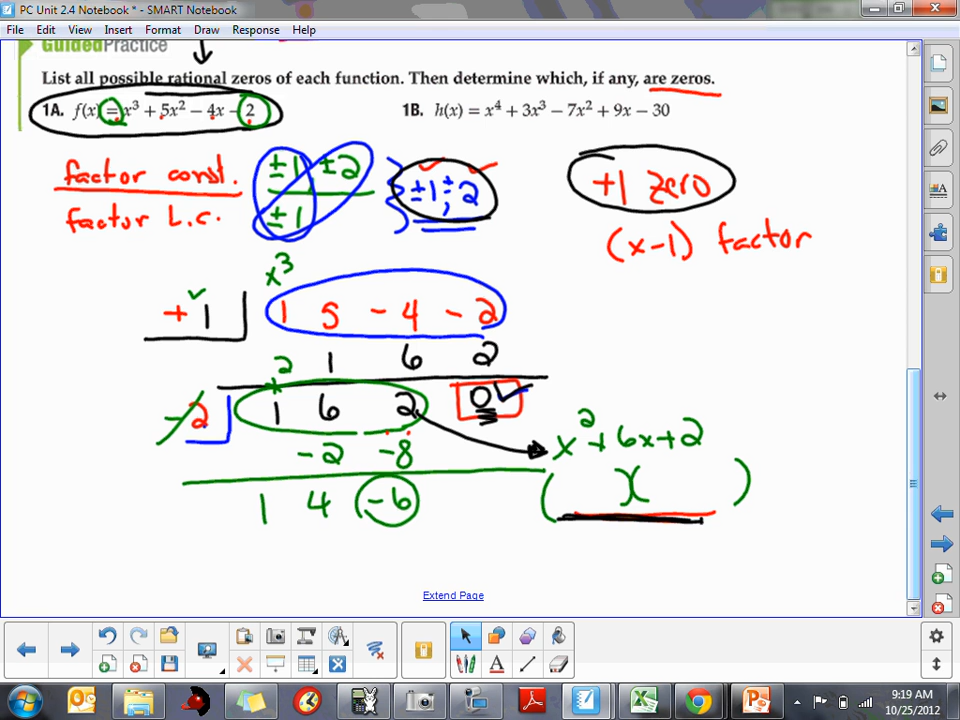 PC Unit 2.4 Notebook * - SMART Notebook
File Edit View Insert Format Draw Response Help
GuidedPractice
List all possible rational zeros of each function. Then determine which, if any, are zeros.
1A. f(x) = x³ + 5x² − 4x − 2
1B. h(x) = x⁴ + 3x³ − 7x² + 9x − 30
factor const. ±1 ±2
factor L.c. ±1
±1, ±2
+1 zero
(x-1) factor
x³
+1 1 5 -4 -2
1 6 2
x²
-2 1 6 2 0
-2 -8
1 4 -6
x² + 6x + 2
( )( )
Extend Page
9:19 AM
10/25/2012